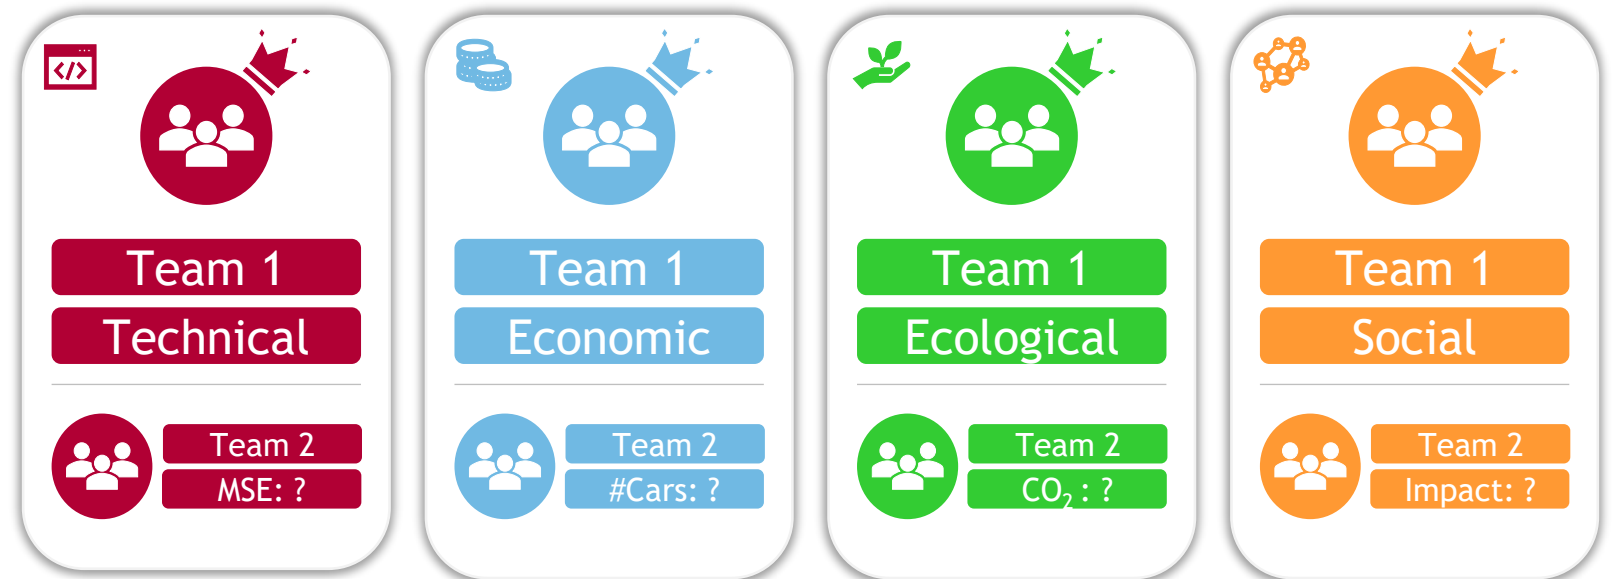 </>
Team 1
Technical
Team 2
MSE: ?
Team 1
Economic
Team 2
#Cars: ?
Team 1
Ecological
Team 2
CO₂ : ?
Team 1
Social
Team 2
Impact: ?